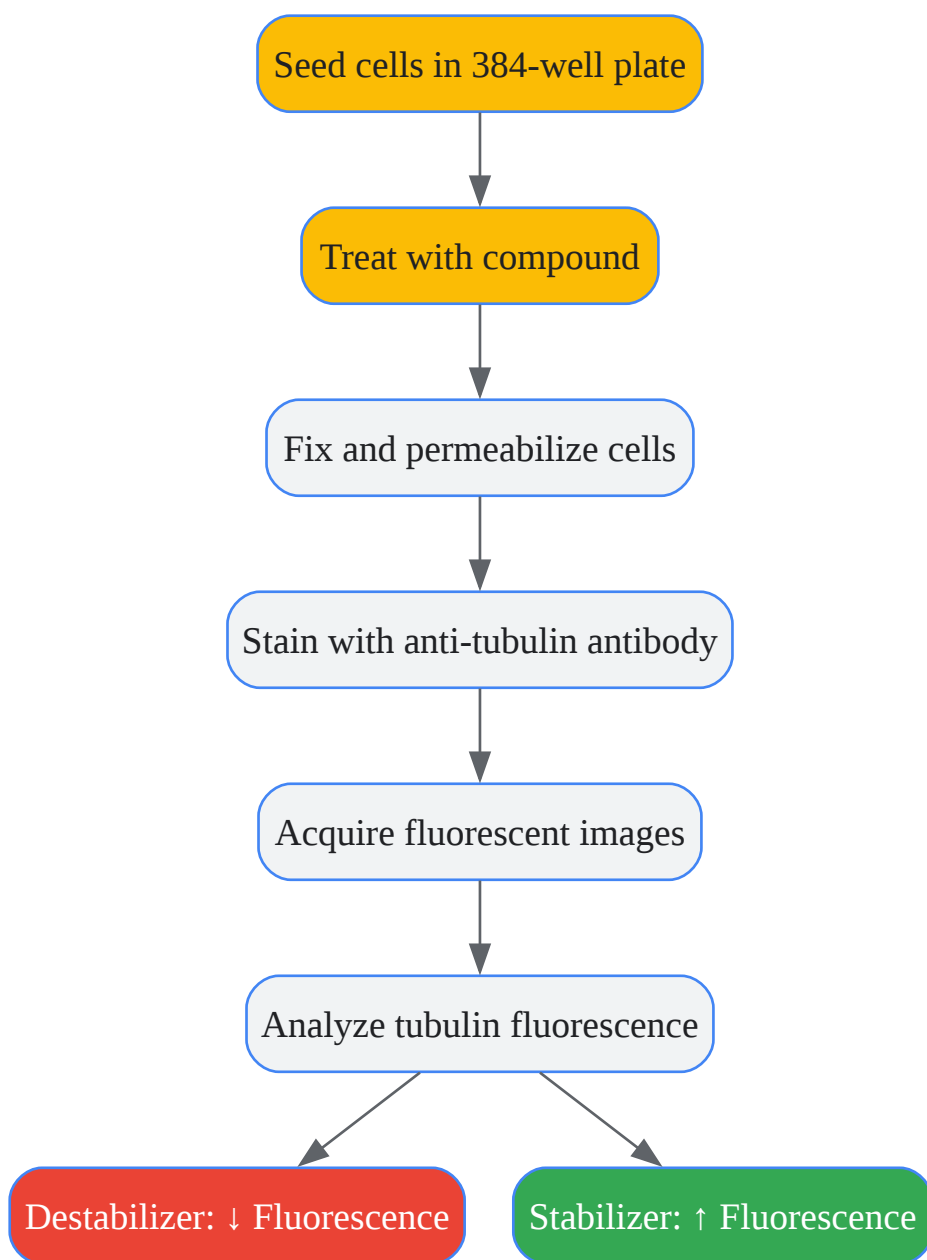 Seed cells in 384-well plate
Treat with compound
Fix and permeabilize cells
Stain with anti-tubulin antibody
Acquire fluorescent images
Analyze tubulin fluorescence
Destabilizer: ↓ Fluorescence
Stabilizer: ↑ Fluorescence